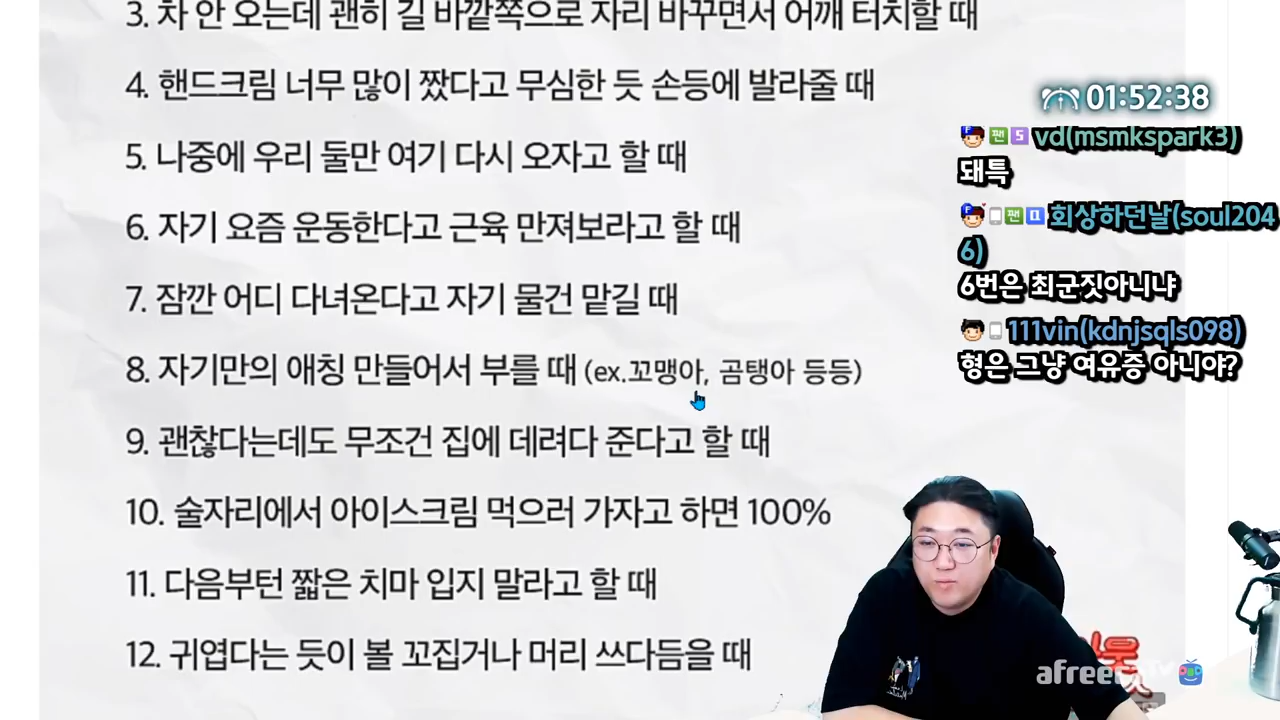 3. 차 안 오는데 괜히 길 바깥쪽으로 자리 바꾸면서 어깨 터치할 때
4. 핸드크림 너무 많이 짰다고 무심한 듯 손등에 발라줄 때
5. 나중에 우리 둘만 여기 다시 오자고 할 때
6. 자기 요즘 운동한다고 근육 만져보라고 할 때
7. 잠깐 어디 다녀온다고 자기 물건 맡길 때
8. 자기만의 애칭 만들어서 부를 때 (ex.꼬맹아, 곰탱아 등등)
9. 괜찮다는데도 무조건 집에 데려다 준다고 할 때
10. 술자리에서 아이스크림 먹으러 가자고 하면 100%
11. 다음부턴 짧은 치마 입지 말라고 할 때
12. 귀엽다는 듯이 볼 꼬집거나 머리 쓰다듬을 때
01:52:38
F 팬 5 vd(msmkspark3)
돼특
F 팬 회상하던날(soul204
6)
6번은 최군짓아니냐
111vin(kdnjsqls098)
형은 그냥 여유증 아니야?
afreecaTV